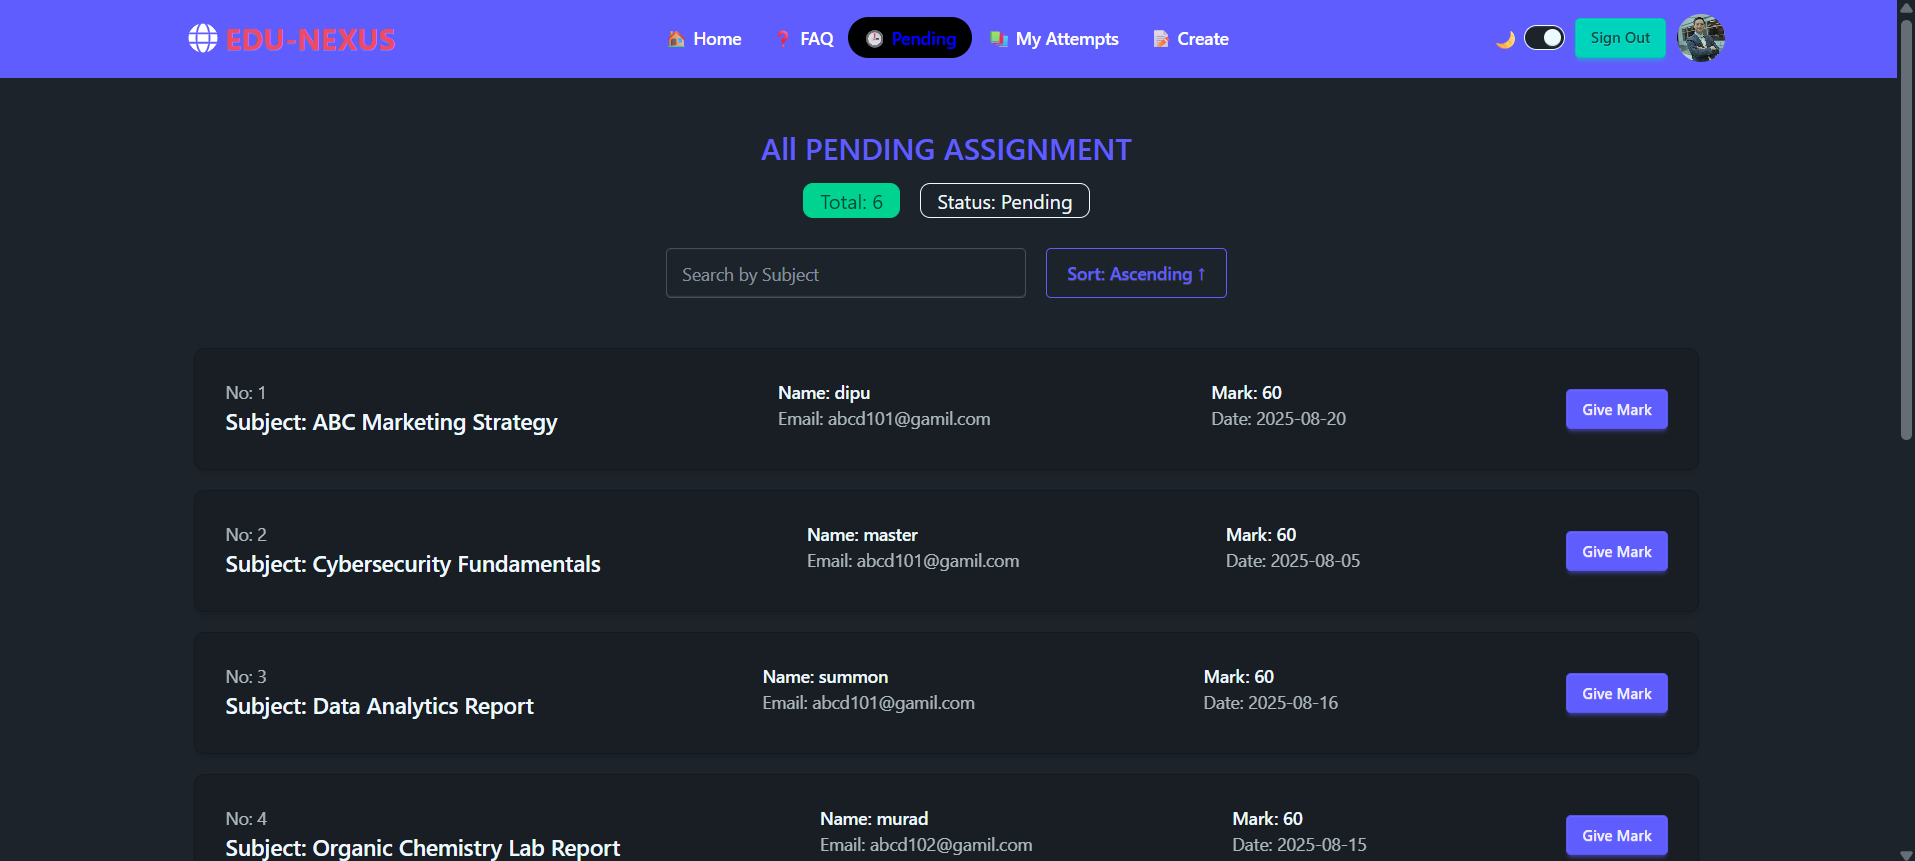 EDU-NEXUS
Home
FAQ
Pending
My Attempts
Create
Sign Out
All PENDING ASSIGNMENT
Total: 6
Status: Pending
Search by Subject
Sort: Ascending ↑
No: 1
Subject: ABC Marketing Strategy
Name: dipu
Email: abcd101@gamil.com
Mark: 60
Date: 2025-08-20
Give Mark
No: 2
Subject: Cybersecurity Fundamentals
Name: master
Email: abcd101@gamil.com
Mark: 60
Date: 2025-08-05
Give Mark
No: 3
Subject: Data Analytics Report
Name: summon
Email: abcd101@gamil.com
Mark: 60
Date: 2025-08-16
Give Mark
No: 4
Subject: Organic Chemistry Lab Report
Name: murad
Email: abcd102@gamil.com
Mark: 60
Date: 2025-08-15
Give Mark